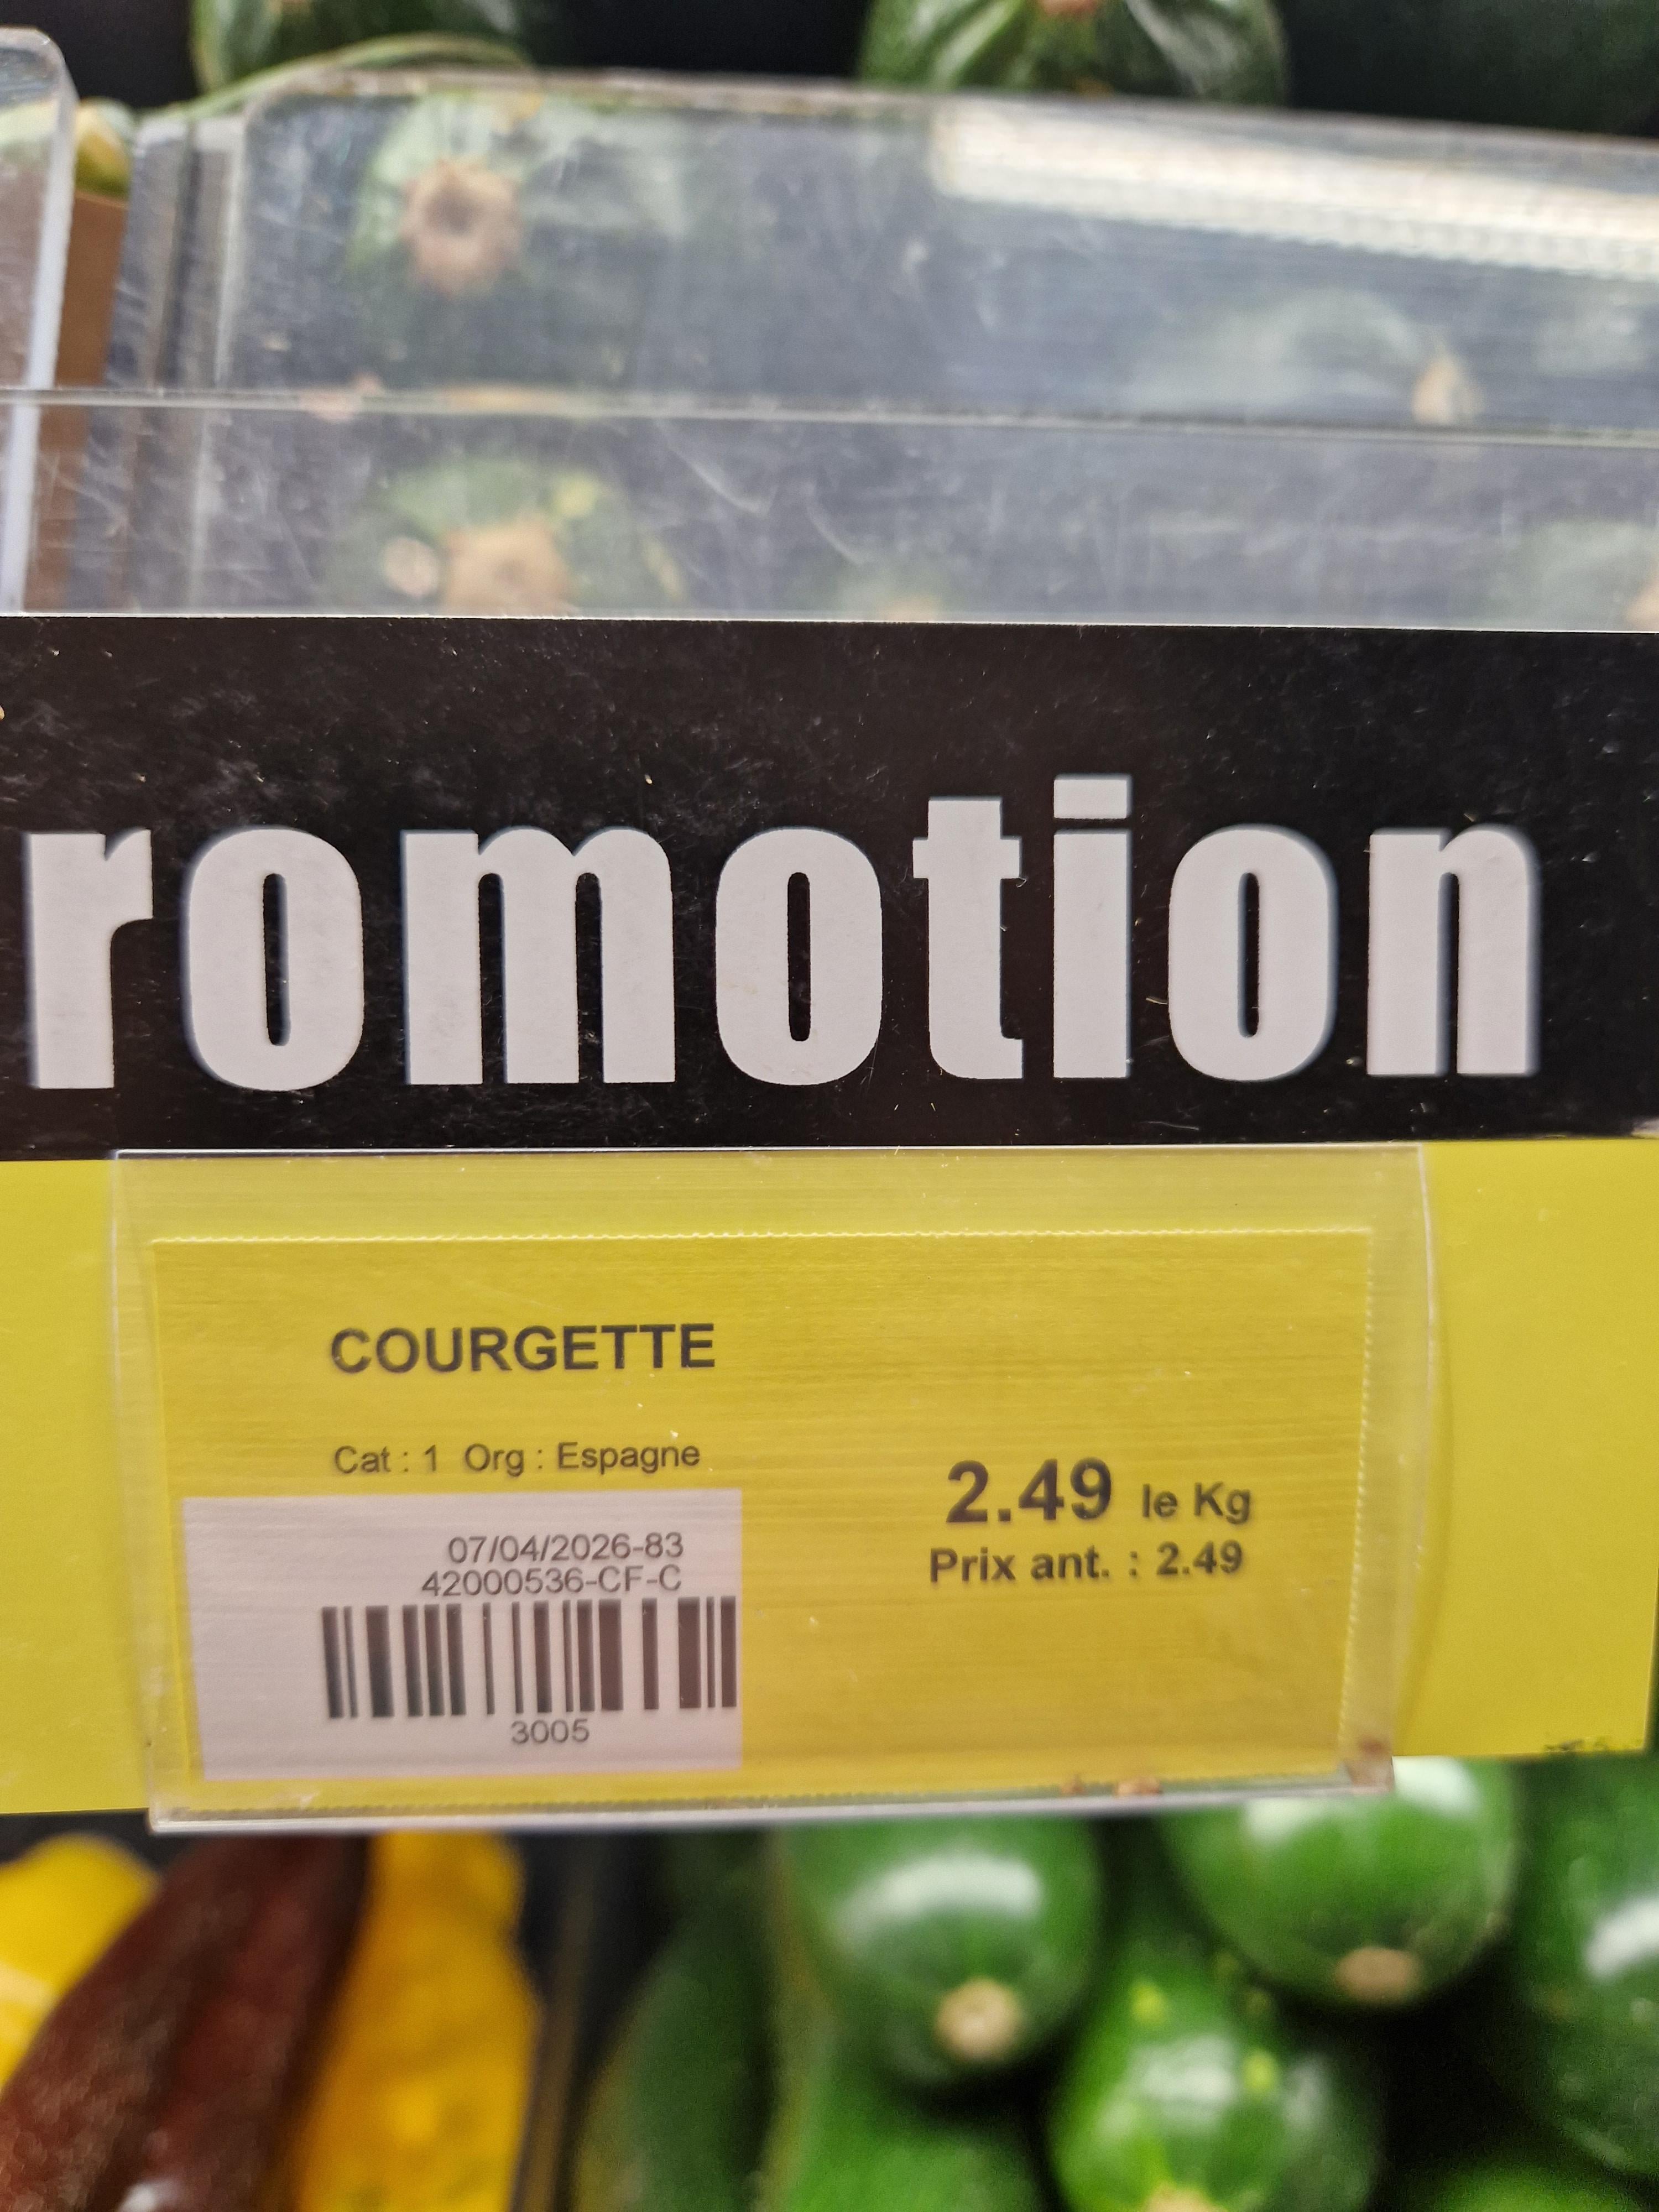 romotion
COURGETTE
Cat : 1 Org : Espagne
2.49 le Kg
Prix ant. : 2.49
07/04/2026-83
42000536-CF-C
3005